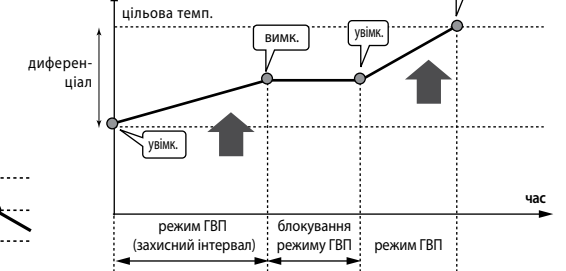 цільова темп.
вимк.
увімк.
диферен-
ціал
увімк.
час
режим ГВП
(захисний інтервал)
блокування
режиму ГВП
режим ГВП